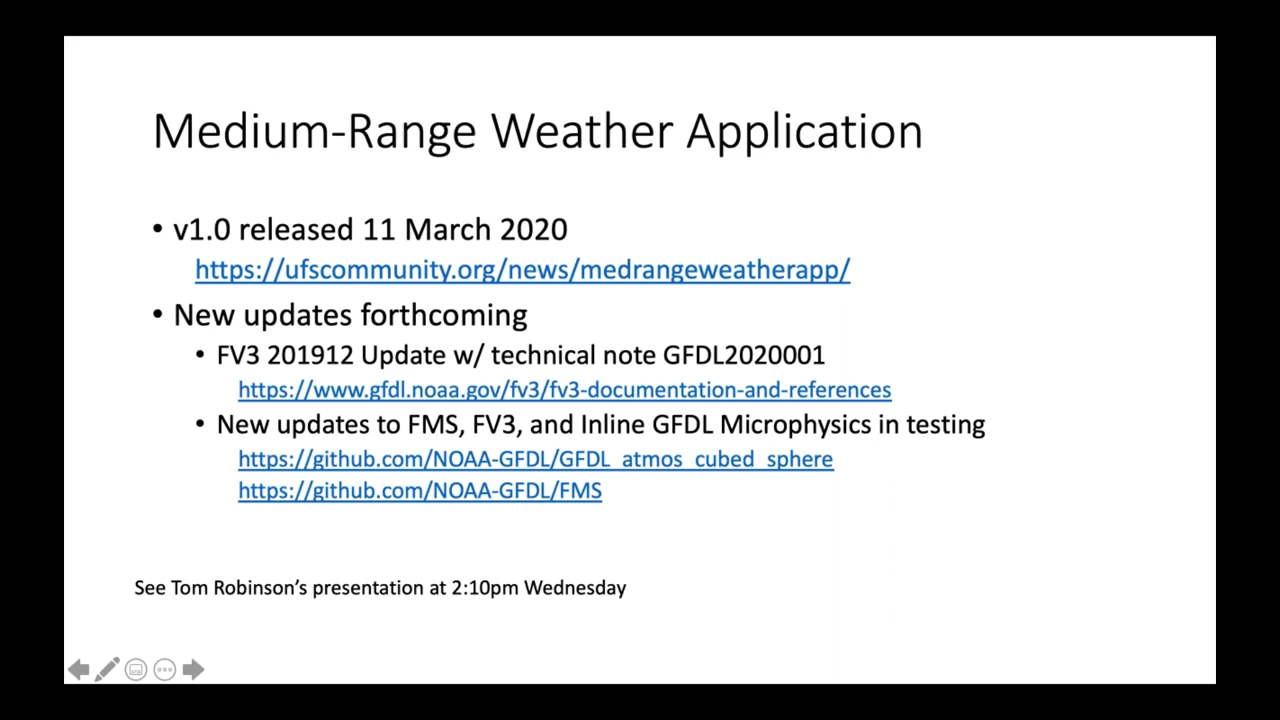 Medium-Range Weather Application
• v1.0 released 11 March 2020
https://ufscommunity.org/news/medrangeweatherapp/
• New updates forthcoming
• FV3 201912 Update w/ technical note GFDL2020001
https://www.gfdl.noaa.gov/fv3/fv3-documentation-and-references
• New updates to FMS, FV3, and Inline GFDL Microphysics in testing
https://github.com/NOAA-GFDL/GFDL_atmos_cubed_sphere
https://github.com/NOAA-GFDL/FMS
See Tom Robinson's presentation at 2:10pm Wednesday